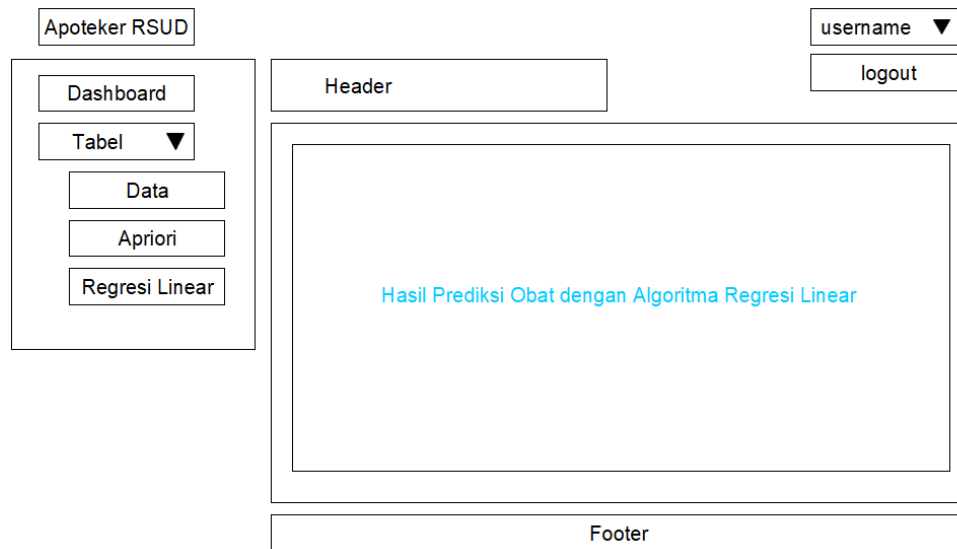 Apoteker RSUD
username
logout
Dashboard
Tabel
Data
Apriori
Regresi Linear
Header
Hasil Prediksi Obat dengan Algoritma Regresi Linear
Footer